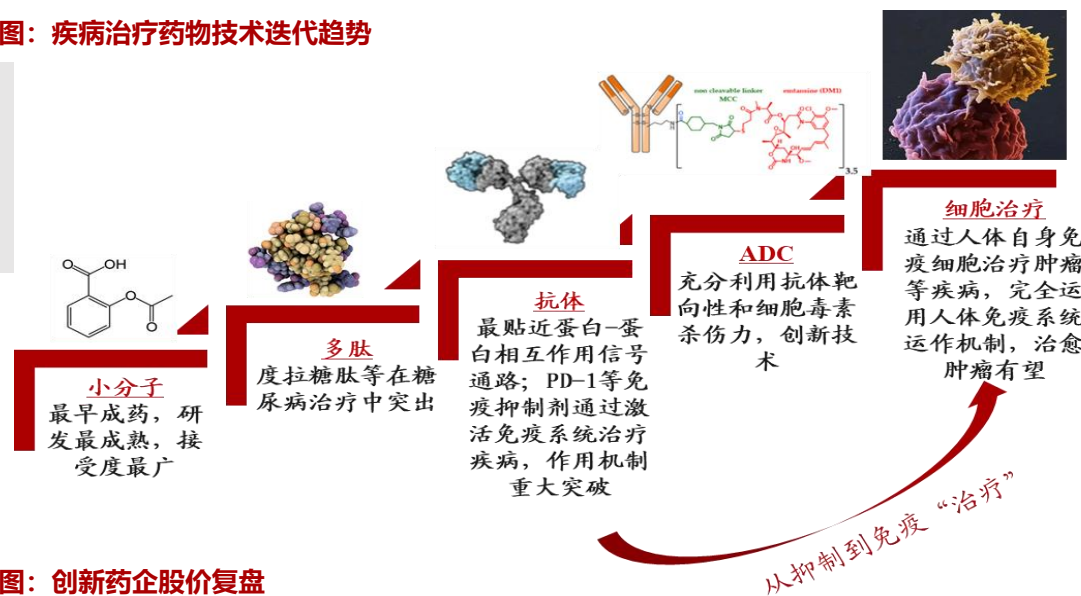 图：疾病治疗药物技术迭代趋势
OH
O
O
O
小分子
最早成药，研
发最成熟，接
受度最广
多肽
度拉糖肽等在糖
尿病治疗中突出
抗体
最贴近蛋白-蛋
白相互作用信号
通路；PD-1等免
疫抑制剂通过激
活免疫系统治疗
疾病，作用机制
重大突破
non cleavable linker
MCC
emtansine (DM1)
3.5
ADC
充分利用抗体靶
向性和细胞毒素
杀伤力，创新技
术
细胞治疗
通过人体自身免
疫细胞治疗肿瘤
等疾病，完全运
用人体免疫系统
运作机制，治愈
肿瘤有望
从抑制到免疫“治疗”
图：创新药企股价复盘